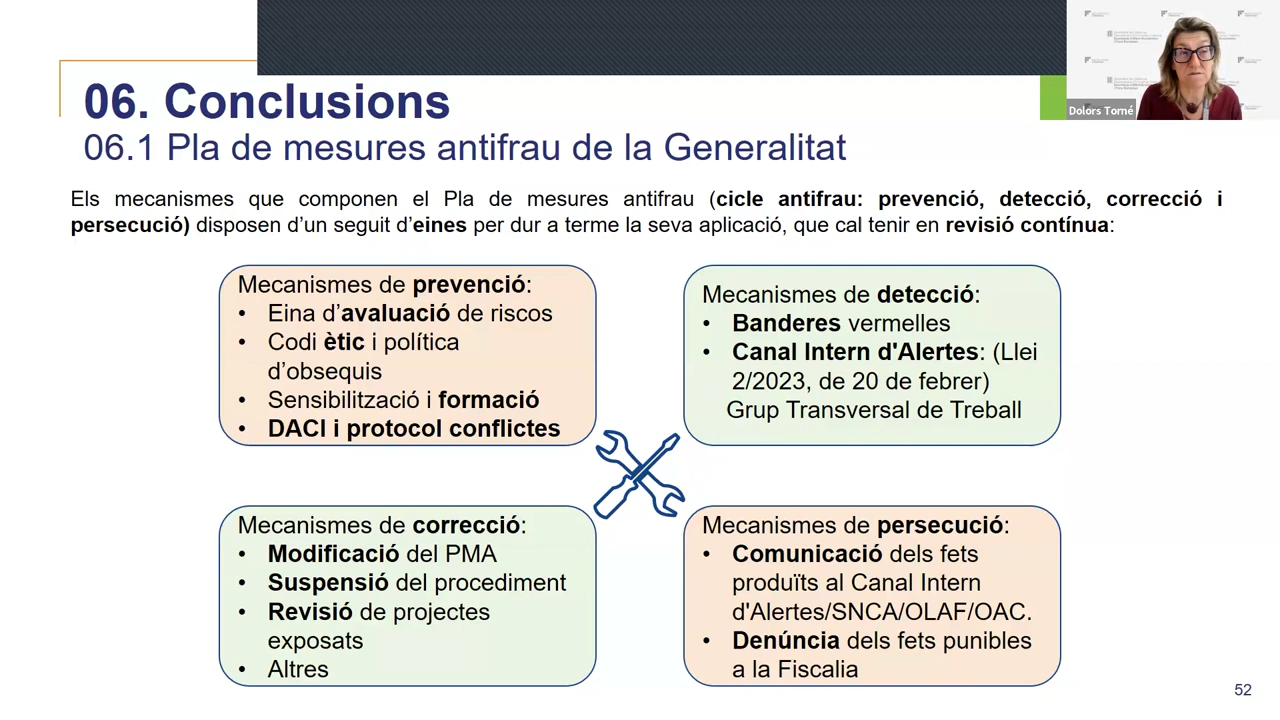 06. Conclusions
06.1 Pla de mesures antifrau de la Generalitat
Els mecanismes que componen el Pla de mesures antifrau (cicle antifrau: prevenció, detecció, correcció i
persecució) disposen d’un seguit d’eines per dur a terme la seva aplicació, que cal tenir en revisió contínua:
Mecanismes de prevenció:
• Eina d’avaluació de riscos
• Codi ètic i política
d’obsequis
• Sensibilització i formació
• DACI i protocol conflictes
Mecanismes de detecció:
• Banderes vermelles
• Canal Intern d'Alertes: (Llei
2/2023, de 20 de febrer)
Grup Transversal de Treball
Mecanismes de correcció:
• Modificació del PMA
• Suspensió del procediment
• Revisió de projectes
exposats
• Altres
Mecanismes de persecució:
• Comunicació dels fets
produïts al Canal Intern
d'Alertes/SNCA/OLAF/OAC.
• Denúncia dels fets punibles
a la Fiscalia
Dolors Torné
52